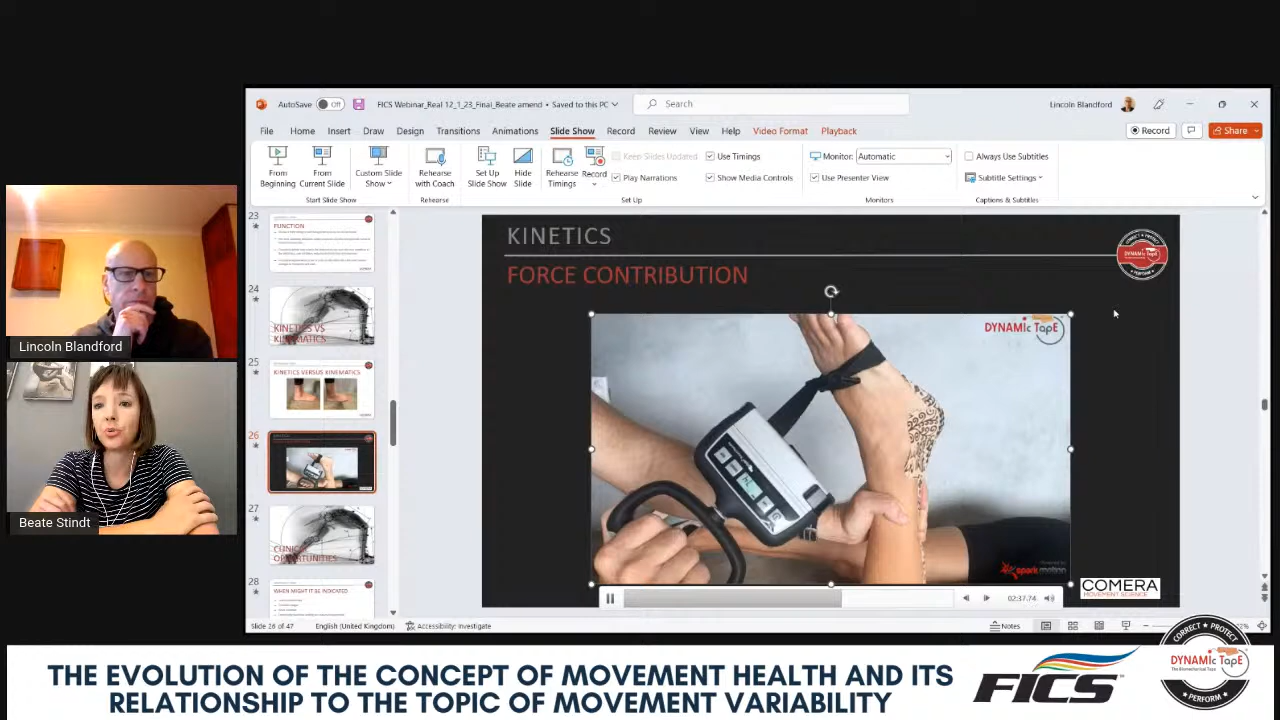 AutoSave
Off
FICS Webinar_Real 12_1_23_Final_Beate amend • Saved to this PC
Search
Lincoln Blandford
File
Home
Insert
Draw
Design
Transitions
Animations
Slide Show
Record
Review
View
Help
Video Format
Playback
Record
Share
From Beginning
From Current Slide
Custom Slide Show
Rehearse with Coach
Set Up Slide Show
Hide Slide
Rehearse Timings
Record
Keep Slides Updated
Play Narrations
Use Timings
Show Media Controls
Monitor:
Automatic
Use Presenter View
Always Use Subtitles
Subtitle Settings
Start Slide Show
Rehearse
Set Up
Monitors
Captions & Subtitles
23
FUNCTION
24
KINETICS VS
KINEMATICS
25
KINETICS VERSUS KINEMATICS
26
27
CLINICAL
OPPORTUNITIES
28
WHEN MIGHT IT BE INDICATED
KINETICS
FORCE CONTRIBUTION
DYNAMIC TAPE
DYNAMIC TAPE
spark motion
COMERA
MOVEMENT SCIENCE
02:37.74
Slide 26 of 47
English (United Kingdom)
Accessibility: Investigate
Notes
Lincoln Blandford
Beate Stindt
THE EVOLUTION OF THE CONCEPT OF MOVEMENT HEALTH AND ITS
RELATIONSHIP TO THE TOPIC OF MOVEMENT VARIABILITY
FICS
CORRECT ★ PROTECT
DYNAMIC TAPE
The Biomechanical Tape
PERFORM